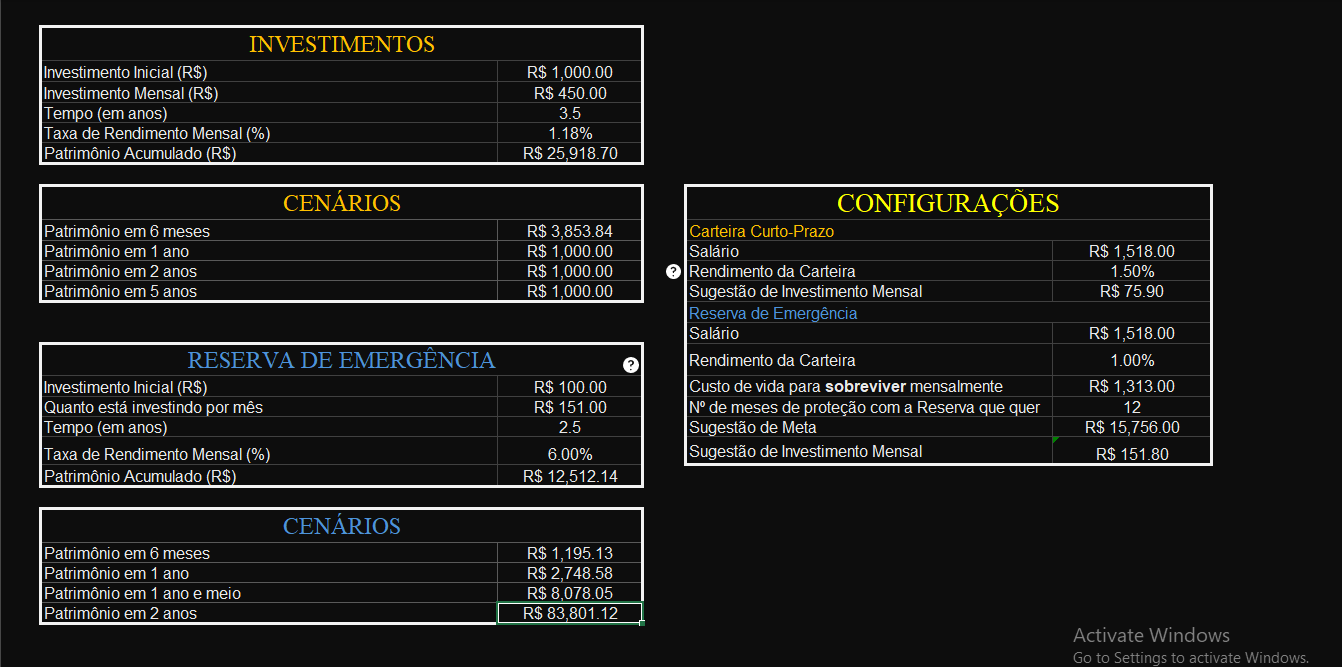 INVESTIMENTOS
Investimento Inicial (R$) R$ 1,000.00
Investimento Mensal (R$) R$ 450.00
Tempo (em anos) 3.5
Taxa de Rendimento Mensal (%) 1.18%
Patrimônio Acumulado (R$) R$ 25,918.70
CENÁRIOS
Patrimônio em 6 meses R$ 3,853.84
Patrimônio em 1 ano R$ 1,000.00
Patrimônio em 2 anos R$ 1,000.00
Patrimônio em 5 anos R$ 1,000.00
RESERVA DE EMERGÊNCIA ?
Investimento Inicial (R$) R$ 100.00
Quanto está investindo por mês R$ 151.00
Tempo (em anos) 2.5
Taxa de Rendimento Mensal (%) 6.00%
Patrimônio Acumulado (R$) R$ 12,512.14
CENÁRIOS
Patrimônio em 6 meses R$ 1,195.13
Patrimônio em 1 ano R$ 2,748.58
Patrimônio em 1 ano e meio R$ 8,078.05
Patrimônio em 2 anos R$ 83,801.12
CONFIGURAÇÕES
Carteira Curto-Prazo
Salário R$ 1,518.00
? Rendimento da Carteira 1.50%
Sugestão de Investimento Mensal R$ 75.90
Reserva de Emergência
Salário R$ 1,518.00
Rendimento da Carteira 1.00%
Custo de vida para sobreviver mensalmente R$ 1,313.00
Nº de meses de proteção com a Reserva que quer 12
Sugestão de Meta R$ 15,756.00
Sugestão de Investimento Mensal R$ 151.80
Activate Windows
Go to Settings to activate Windows.